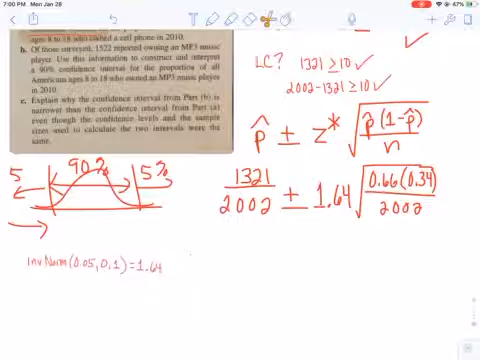 7:00 PM Mon Jan 28
47%
ages 8 to 18 who owned a cell phone in 2010.
b. Of those surveyed, 1522 reported owning an MP3 music
player. Use this information to construct and interpret
a 90% confidence interval for the proportion of all
Americans ages 8 to 18 who owned an MP3 music player
in 2010.
c. Explain why the confidence interval from Part (b) is
narrower than the confidence interval from Part (a)
even though the confidence levels and the sample
sizes used to calculate the two intervals were the
same.
LC? 1321 ≥ 10 ✓
2002-1321 ≥ 10 ✓
p̂ ± z* √(p̂(1-p̂)/n)
1321/2002 ± 1.64 √(0.66(0.34)/2002)
5 90% 5%
InvNorm(0.05,0,1)=1.64